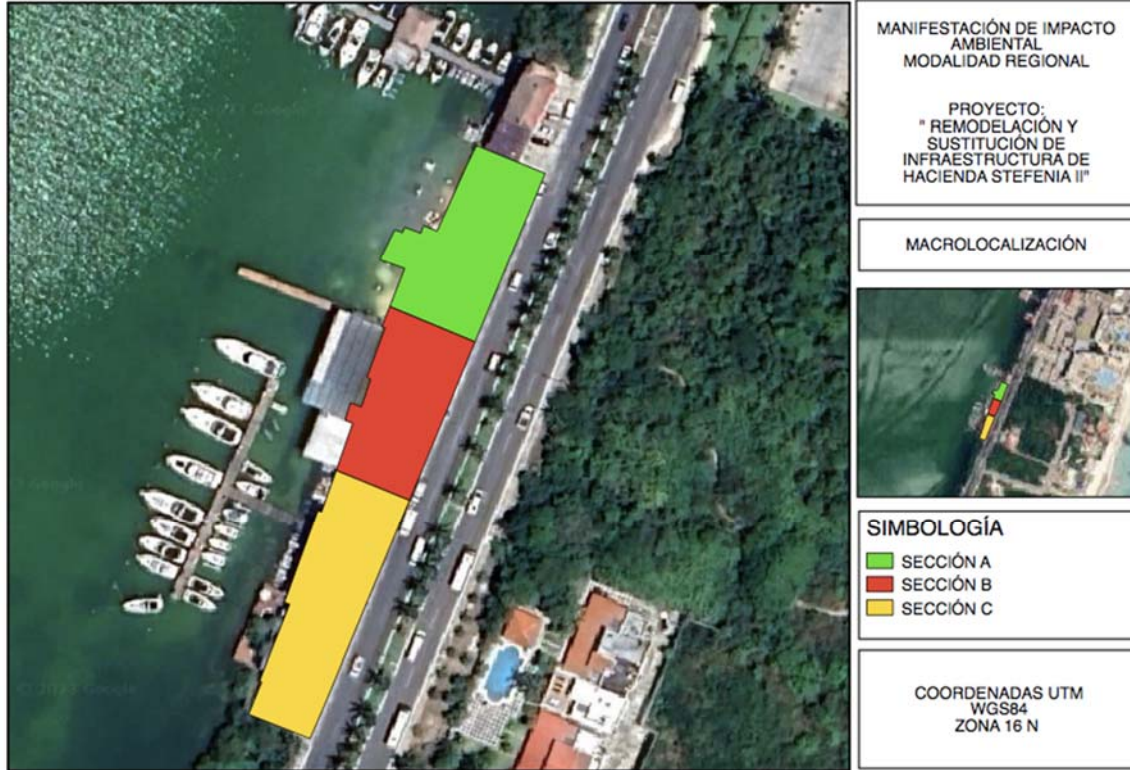 MANIFESTACIÓN DE IMPACTO
AMBIENTAL
MODALIDAD REGIONAL
PROYECTO:
" REMODELACIÓN Y
SUSTITUCIÓN DE
INFRAESTRUCTURA DE
HACIENDA STEFENIA II"
MACROLOCALIZACIÓN
SIMBOLOGÍA
SECCIÓN A
SECCIÓN B
SECCIÓN C
COORDENADAS UTM
WGS84
ZONA 16 N